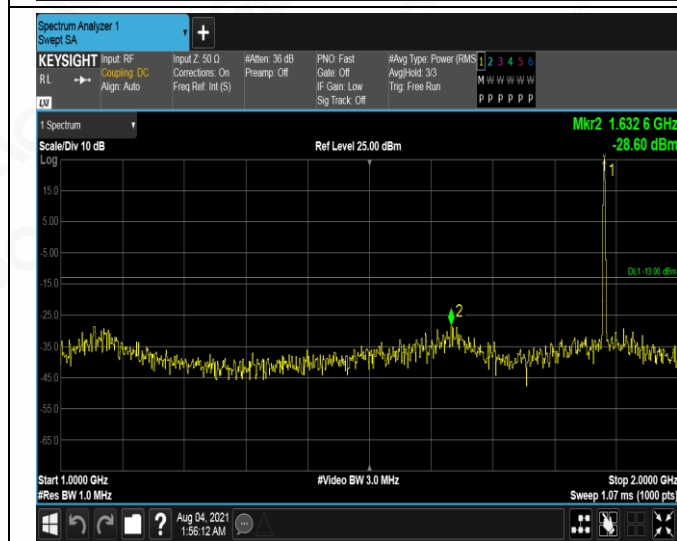 Spectrum Analyzer 1
Swept SA
+
KEYSIGHT Input: RF Input Z: 50 Ω #Atten: 36 dB PNO: Fast #Avg Type: Power (RMS 1 2 3 4 5 6
RL Coupling: DC Corrections: On Preamp: Off Gate: Off Avg|Hold: 3/3 M W W W W W
Align: Auto Freq Ref: Int (S) IF Gain: Low Trig: Free Run
Sig Track: Off P P P P P P
1 Spectrum Mkr2 1.632 6 GHz
Scale/Div 10 dB Ref Level 25.00 dBm -28.60 dBm
Log
1
15.0
5.00
-5.00
DL1 -13.00 dBm
-15.0
2
-25.0
-35.0
-45.0
-55.0
-65.0
Start 1.0000 GHz #Video BW 3.0 MHz Stop 2.0000 GHz
#Res BW 1.0 MHz Sweep 1.07 ms (1000 pts)
? Aug 04, 2021
1:56:12 AM